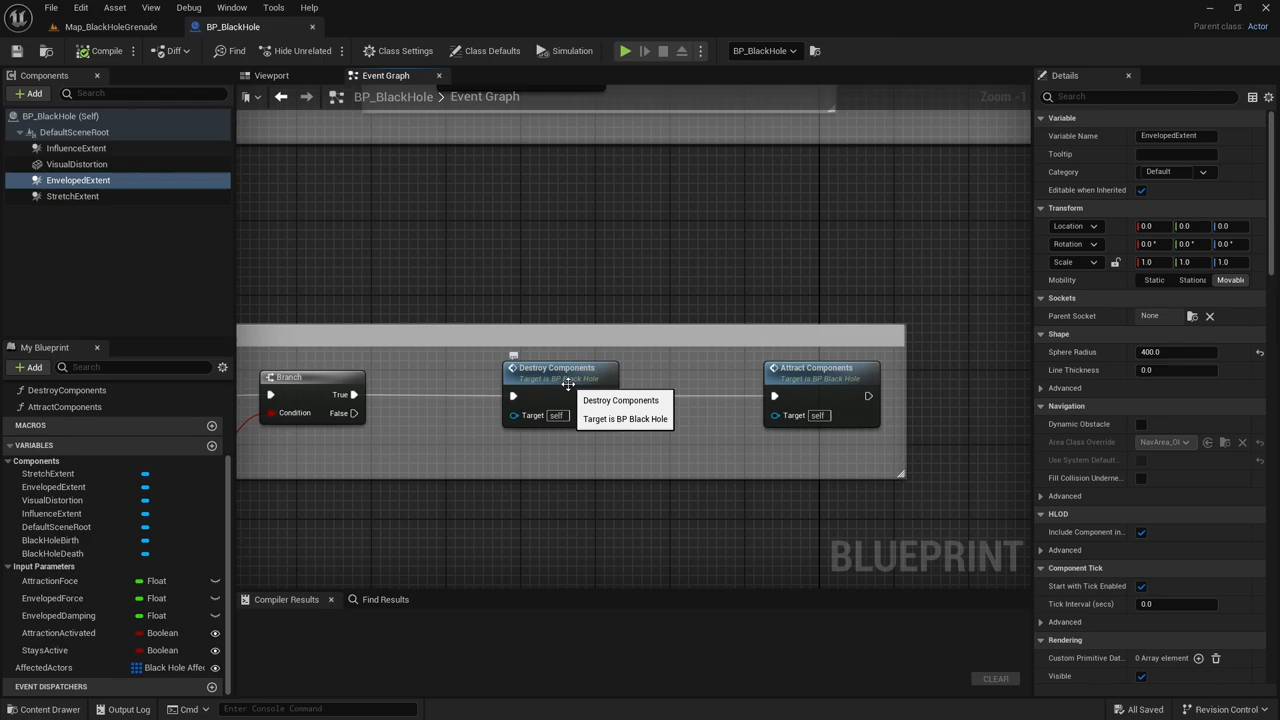 File Edit Asset View Debug Window Tools Help
Map_BlackHoleGrenade
BP_BlackHole
Parent class: Actor
Compile
Diff
Find
Hide Unrelated
Class Settings
Class Defaults
Simulation
BP_BlackHole
Components
Add
Search
BP_BlackHole (Self)
DefaultSceneRoot
InfluenceExtent
VisualDistortion
EnvelopedExtent
StretchExtent
My Blueprint
Add
Search
DestroyComponents
AttractComponents
MACROS
VARIABLES
Components
StretchExtent
EnvelopedExtent
VisualDistortion
InfluenceExtent
DefaultSceneRoot
BlackHoleBirth
BlackHoleDeath
Input Parameters
AttractionFoce Float
EnvelopedForce Float
EnvelopedDamping Float
AttractionActivated Boolean
StaysActive Boolean
AffectedActors Black Hole Affec
EVENT DISPATCHERS
Viewport
Event Graph
BP_BlackHole > Event Graph
Zoom -1
Branch
True
Condition False
Destroy Components
Target is BP Black Hole
Target self
Destroy Components
Target is BP Black Hole
Attract Components
Target is BP Black Hole
Target self
BLUEPRINT
Compiler Results
Find Results
CLEAR
Details
Search
Variable
Variable Name EnvelopedExtent
Tooltip
Category Default
Editable when Inherited
Transform
Location 0.0 0.0 0.0
Rotation 0.0 ° 0.0 ° 0.0 °
Scale 1.0 1.0 1.0
Mobility Static Stationa Movable
Sockets
Parent Socket None
Shape
Sphere Radius 400.0
Line Thickness 0.0
Advanced
Navigation
Dynamic Obstacle
Area Class Override NavArea_Ol
Use System Default...
Fill Collision Underne...
Advanced
HLOD
Include Component in...
Advanced
Component Tick
Start with Tick Enabled
Tick Interval (secs) 0.0
Advanced
Rendering
Custom Primitive Dat... 0 Array element
Visible
Content Drawer
Output Log
Cmd
Enter Console Command
All Saved
Revision Control